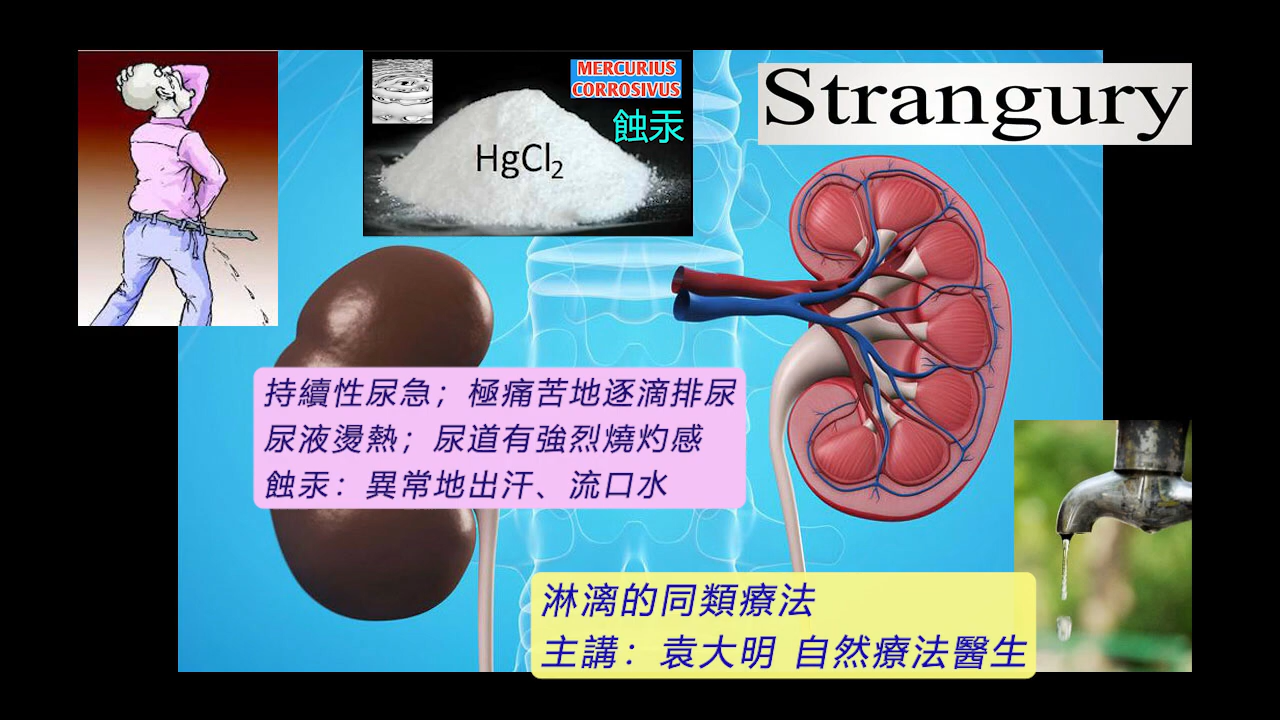 MERCURIUS
CORROSIVUS
蝕汞
HgCl₂
Strangury
持續性尿急；極痛苦地逐滴排尿
尿液燙熱；尿道有強烈燒灼感
蝕汞：異常地出汗、流口水
淋漓的同類療法
主講：袁大明 自然療法醫生